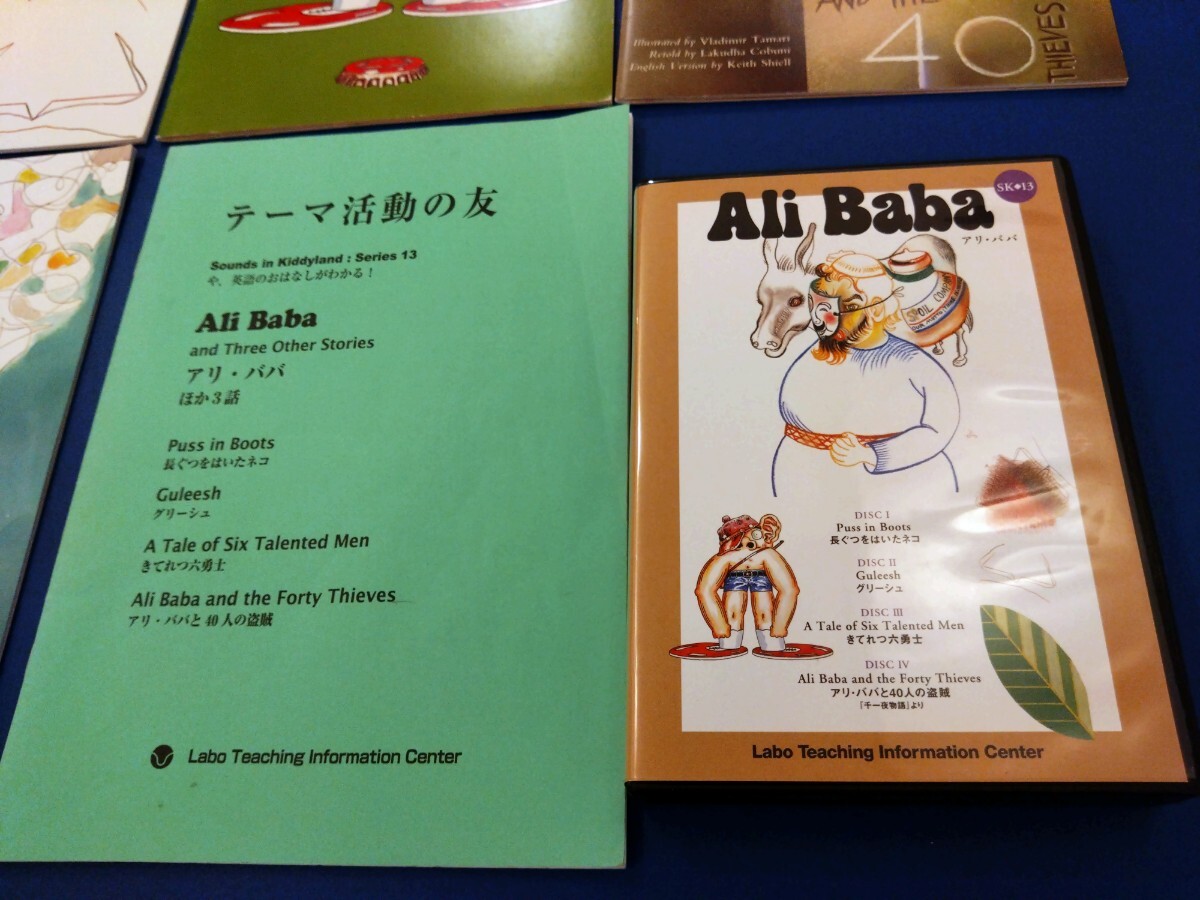 AND THE
40
THIEVES
Illustrated by Vladimir Tamari
Retold by Lakudha Cobuni
English Version by Keith Shiell
テーマ活動の友
Sounds in Kiddyland : Series 13
や、英語のおはなしがわかる!
Ali Baba
and Three Other Stories
アリ・ババ
ほか3話
Puss in Boots
長ぐつをはいたネコ
Guleesh
グリーシュ
A Tale of Six Talented Men
きてれつ六勇士
Ali Baba and the Forty Thieves
アリ・ババと40人の盗賊
Labo Teaching Information Center
SK◆13
Ali Baba
アリ・ババ
OIL COMPANY
DISC I
Puss in Boots
長ぐつをはいたネコ
DISC II
Guleesh
グリーシュ
DISC III
A Tale of Six Talented Men
きてれつ六勇士
DISC IV
Ali Baba and the Forty Thieves
アリ・ババと40人の盗賊
『千一夜物語』より
Labo Teaching Information Center